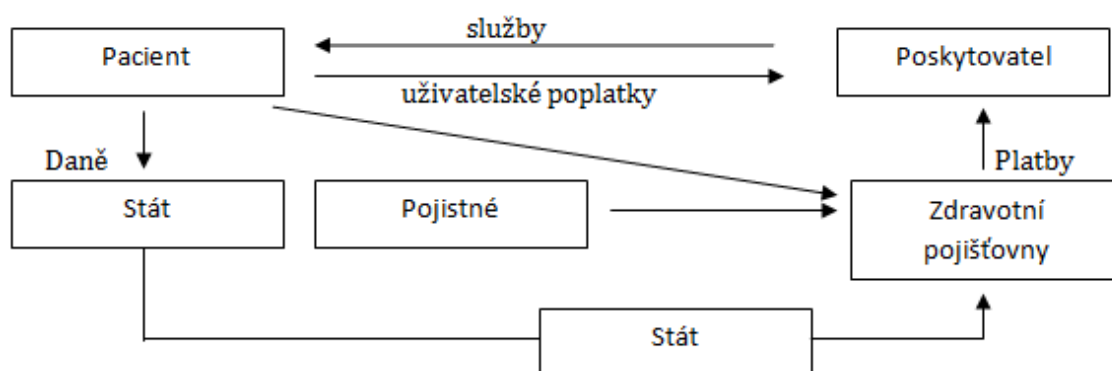 služby
Pacient
Poskytovatel
uživatelské poplatky
Daně
Platby
Stát
Pojistné
Zdravotní
pojišťovny
Stát